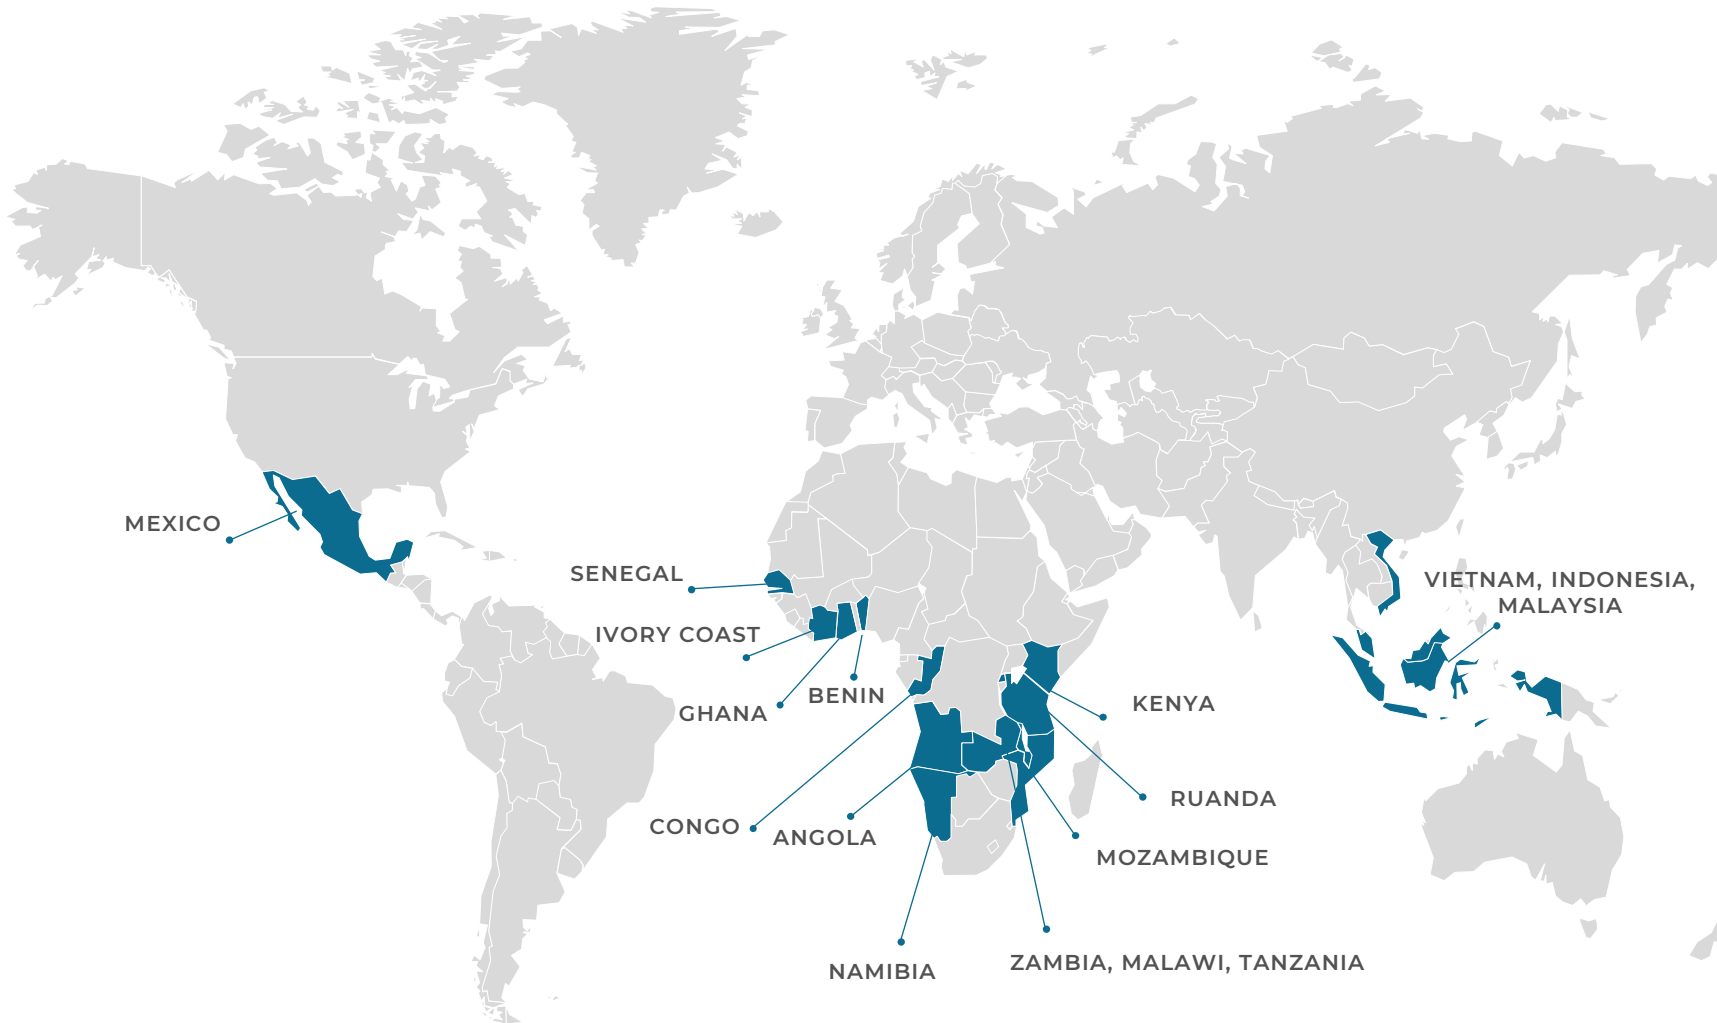 MEXICO
SENEGAL
VIETNAM, INDONESIA,
MALAYSIA
IVORY COAST
BENIN
GHANA
KENYA
RUANDA
CONGO
ANGOLA
MOZAMBIQUE
NAMIBIA
ZAMBIA, MALAWI, TANZANIA